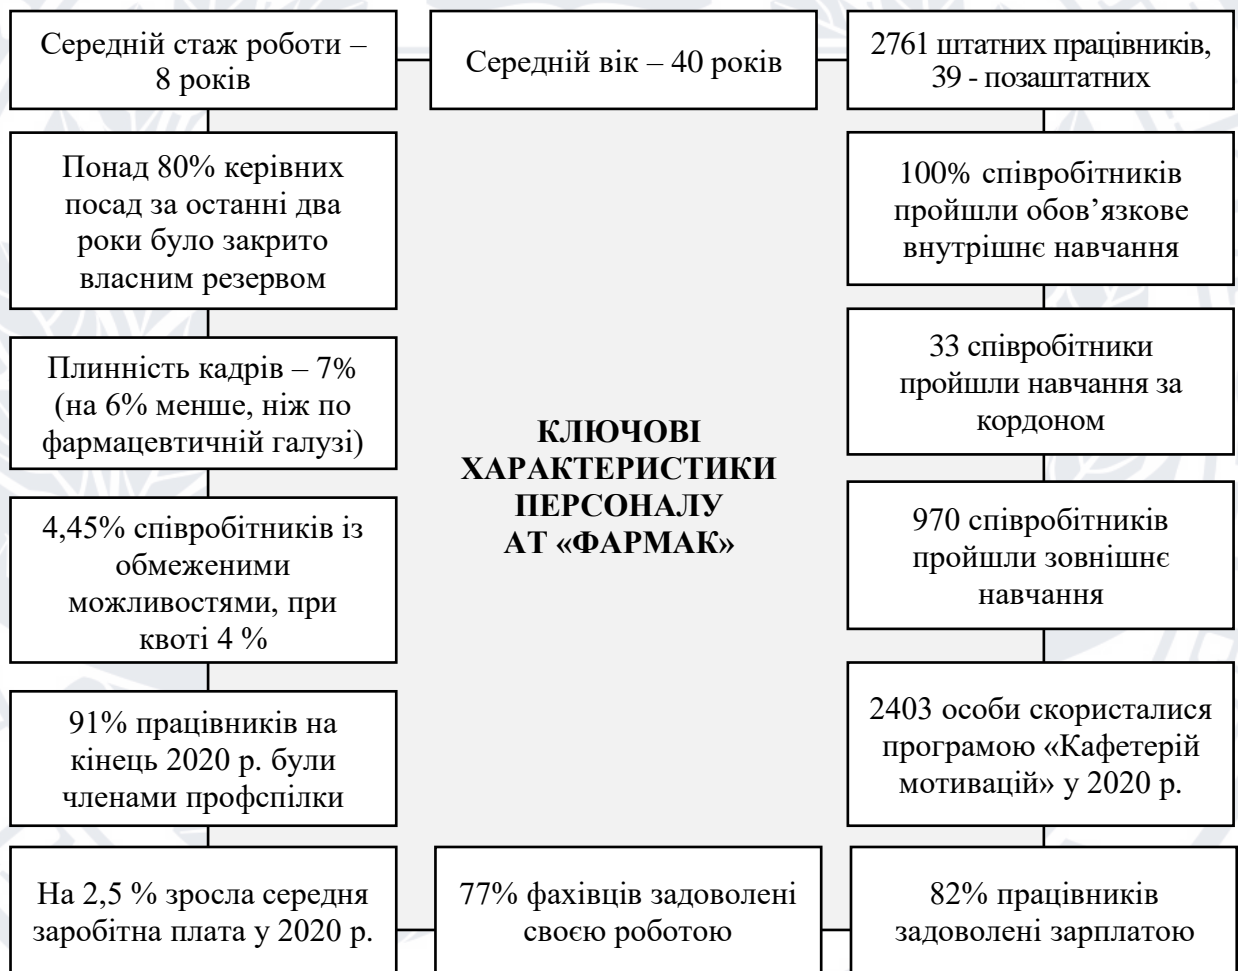 Середній стаж роботи –
8 років
Середній вік – 40 років
2761 штатних працівників,
39 - позаштатних
Понад 80% керівних
посад за останні два
роки було закрито
власним резервом
100% співробітників
пройшли обов’язкове
внутрішнє навчання
Плинність кадрів – 7%
(на 6% менше, ніж по
фармацевтичній галузі)
33 співробітники
пройшли навчання за
кордоном
КЛЮЧОВІ
ХАРАКТЕРИСТИКИ
ПЕРСОНАЛУ
АТ «ФАРМАК»
4,45% співробітників із
обмеженими
можливостями, при
квоті 4 %
970 співробітників
пройшли зовнішнє
навчання
91% працівників на
кінець 2020 р. були
членами профспілки
2403 особи скористалися
програмою «Кафетерій
мотивацій» у 2020 р.
На 2,5 % зросла середня
заробітна плата у 2020 р.
77% фахівців задоволені
своєю роботою
82% працівників
задоволені зарплатою